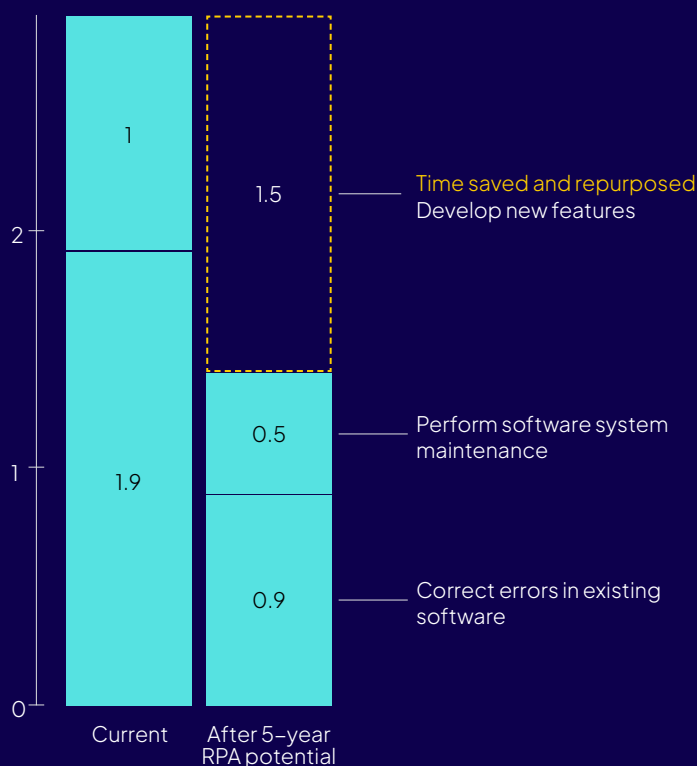 1
1.5
Time saved and repurposed
Develop new features
2
0.5
Perform software system
maintenance
1
1.9
0.9
Correct errors in existing
software
0
Current
After 5–year
RPA potential